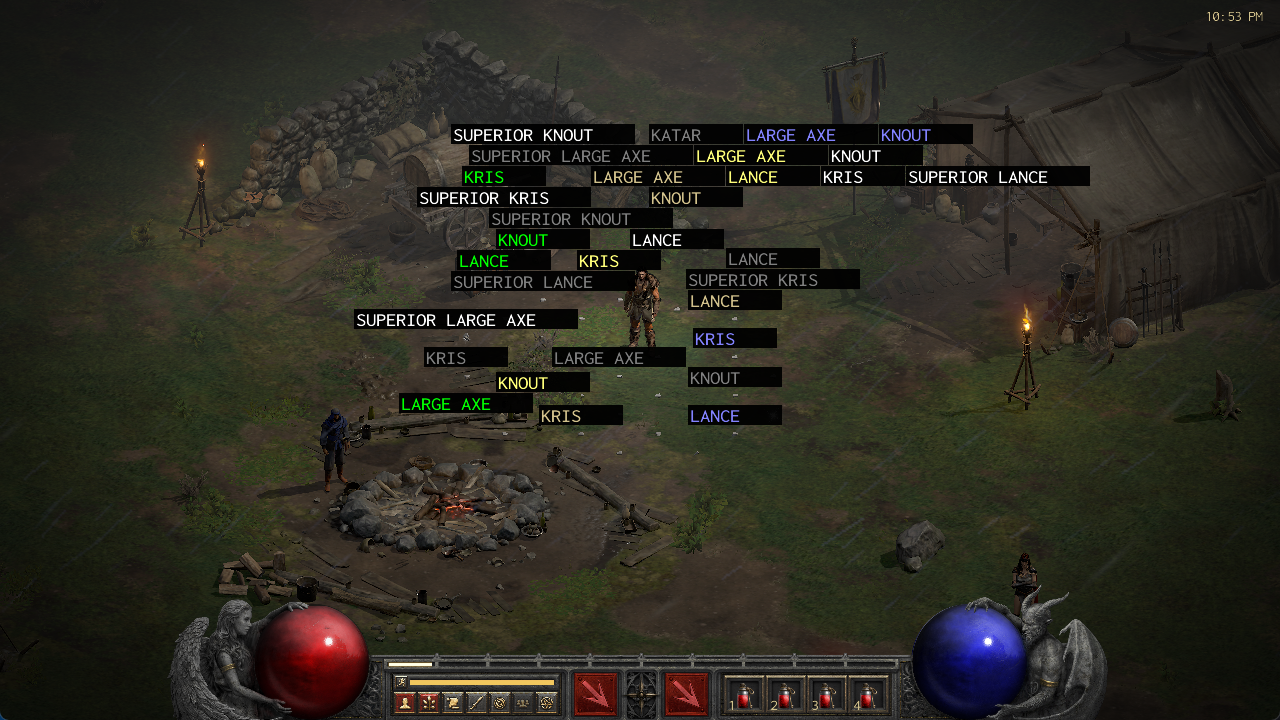 10:53 PM
SUPERIOR KNOUT KATAR LARGE AXE KNOUT
SUPERIOR LARGE AXE LARGE AXE KNOUT
KRIS LARGE AXE LANCE KRIS SUPERIOR LANCE
SUPERIOR KRIS KNOUT
SUPERIOR KNOUT
KNOUT LANCE
LANCE KRIS LANCE
SUPERIOR LANCE SUPERIOR KRIS
LANCE
SUPERIOR LARGE AXE
KRIS
KRIS LARGE AXE
KNOUT KNOUT
LARGE AXE
KRIS LANCE
1 2 3 4